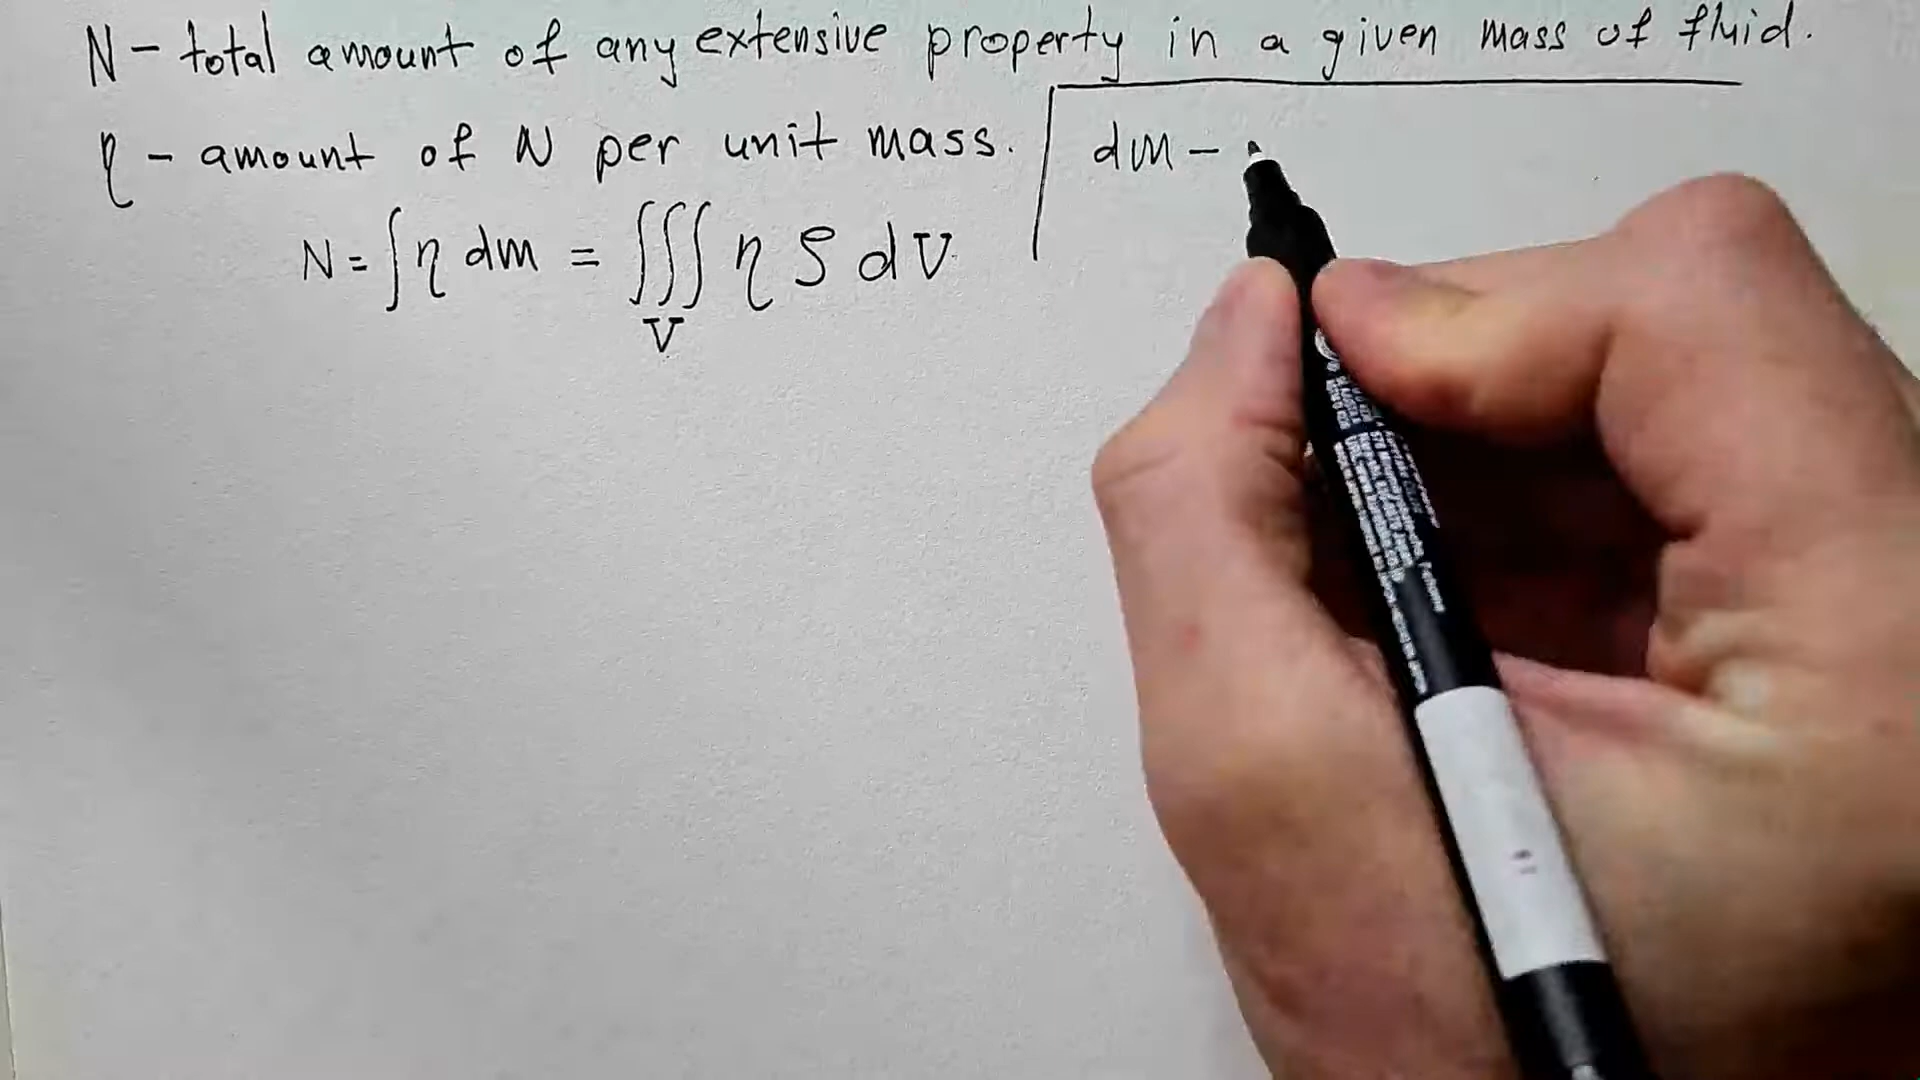 N - total amount of any extensive property in a given mass of fluid.
η - amount of N per unit mass.
dm -
N = ∫ η dm = ∭ η ρ dV
V